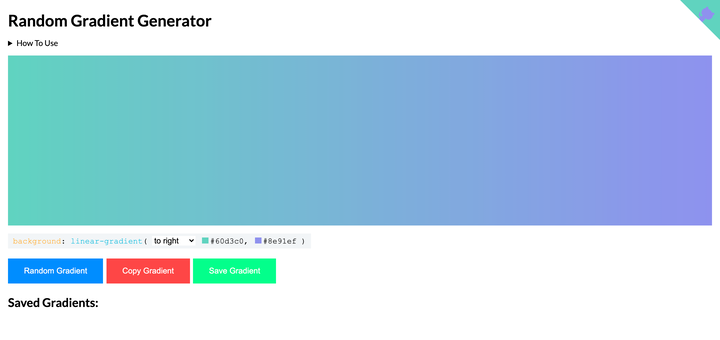 Random Gradient Generator
How To Use
background: linear-gradient( to right #60d3c0, #8e91ef )
Random Gradient Copy Gradient Save Gradient
Saved Gradients: